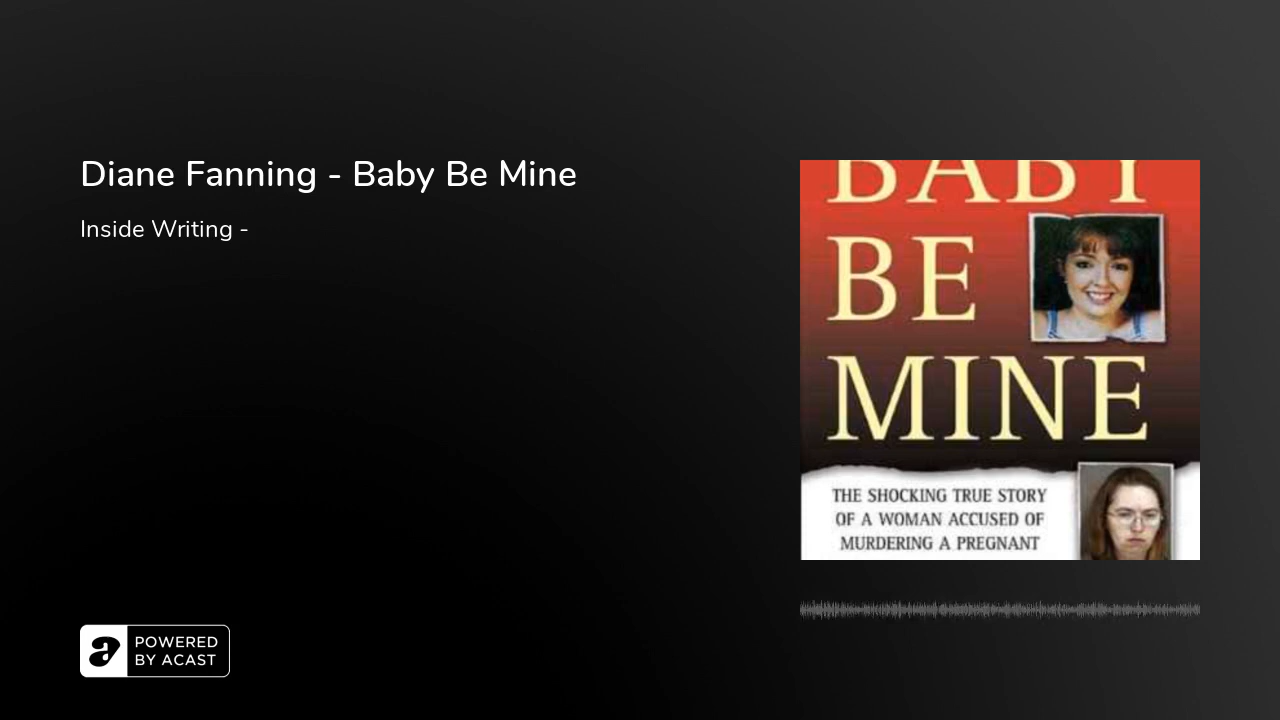 Diane Fanning - Baby Be Mine
Inside Writing -
BABY
BE
MINE
THE SHOCKING TRUE STORY
OF A WOMAN ACCUSED OF
MURDERING A PREGNANT
a POWERED
BY ACAST